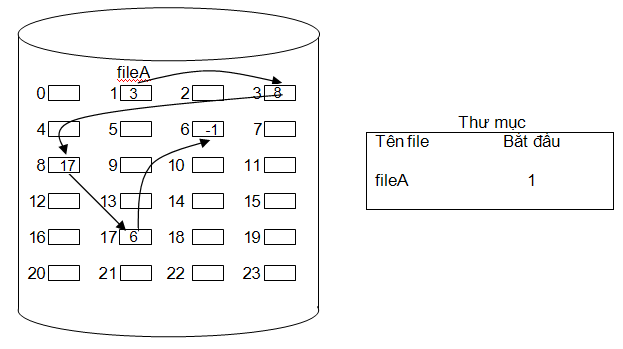 fileA
0 1 3 2 3 8
4 5 6 -1 7
8 17 9 10 11
12 13 14 15
16 17 6 18 19
20 21 22 23
Thư mục
Tên file Bắt đầu
fileA 1